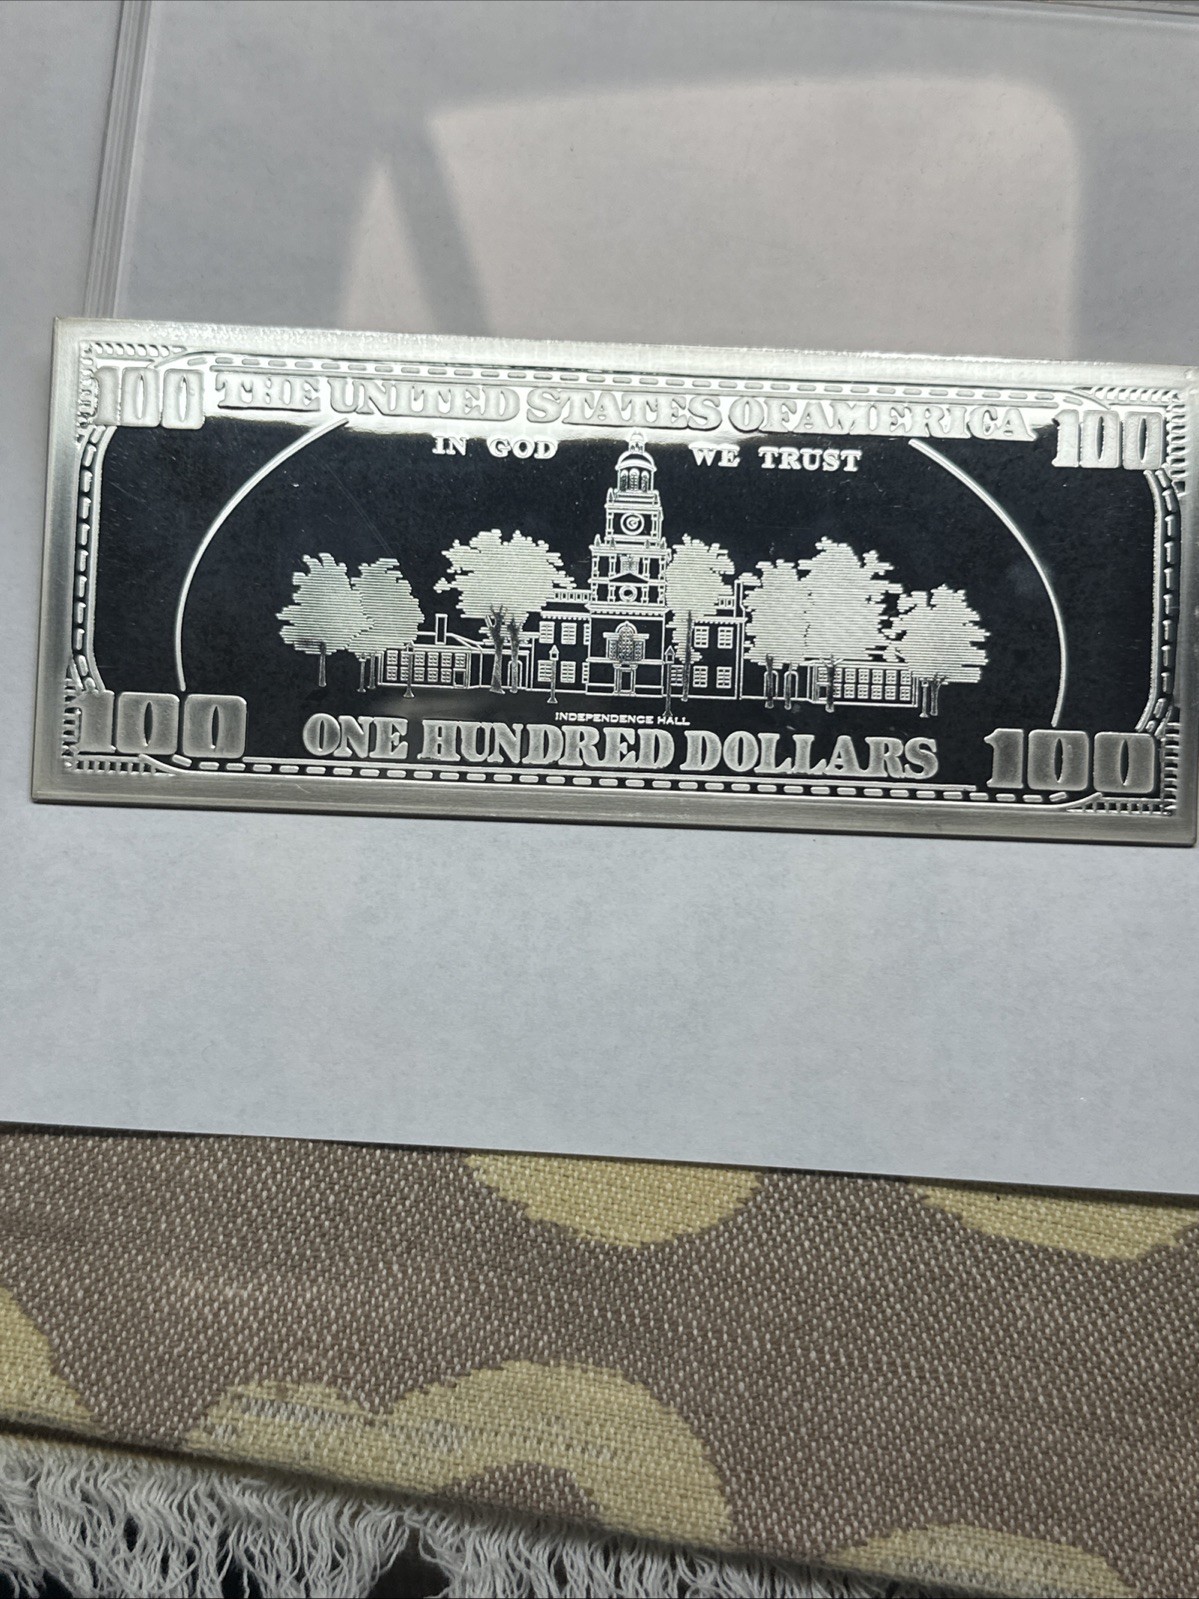 100 THE UNITED STATES OF AMERICA 100
IN GOD WE TRUST
INDEPENDENCE HALL
100 ONE HUNDRED DOLLARS 100